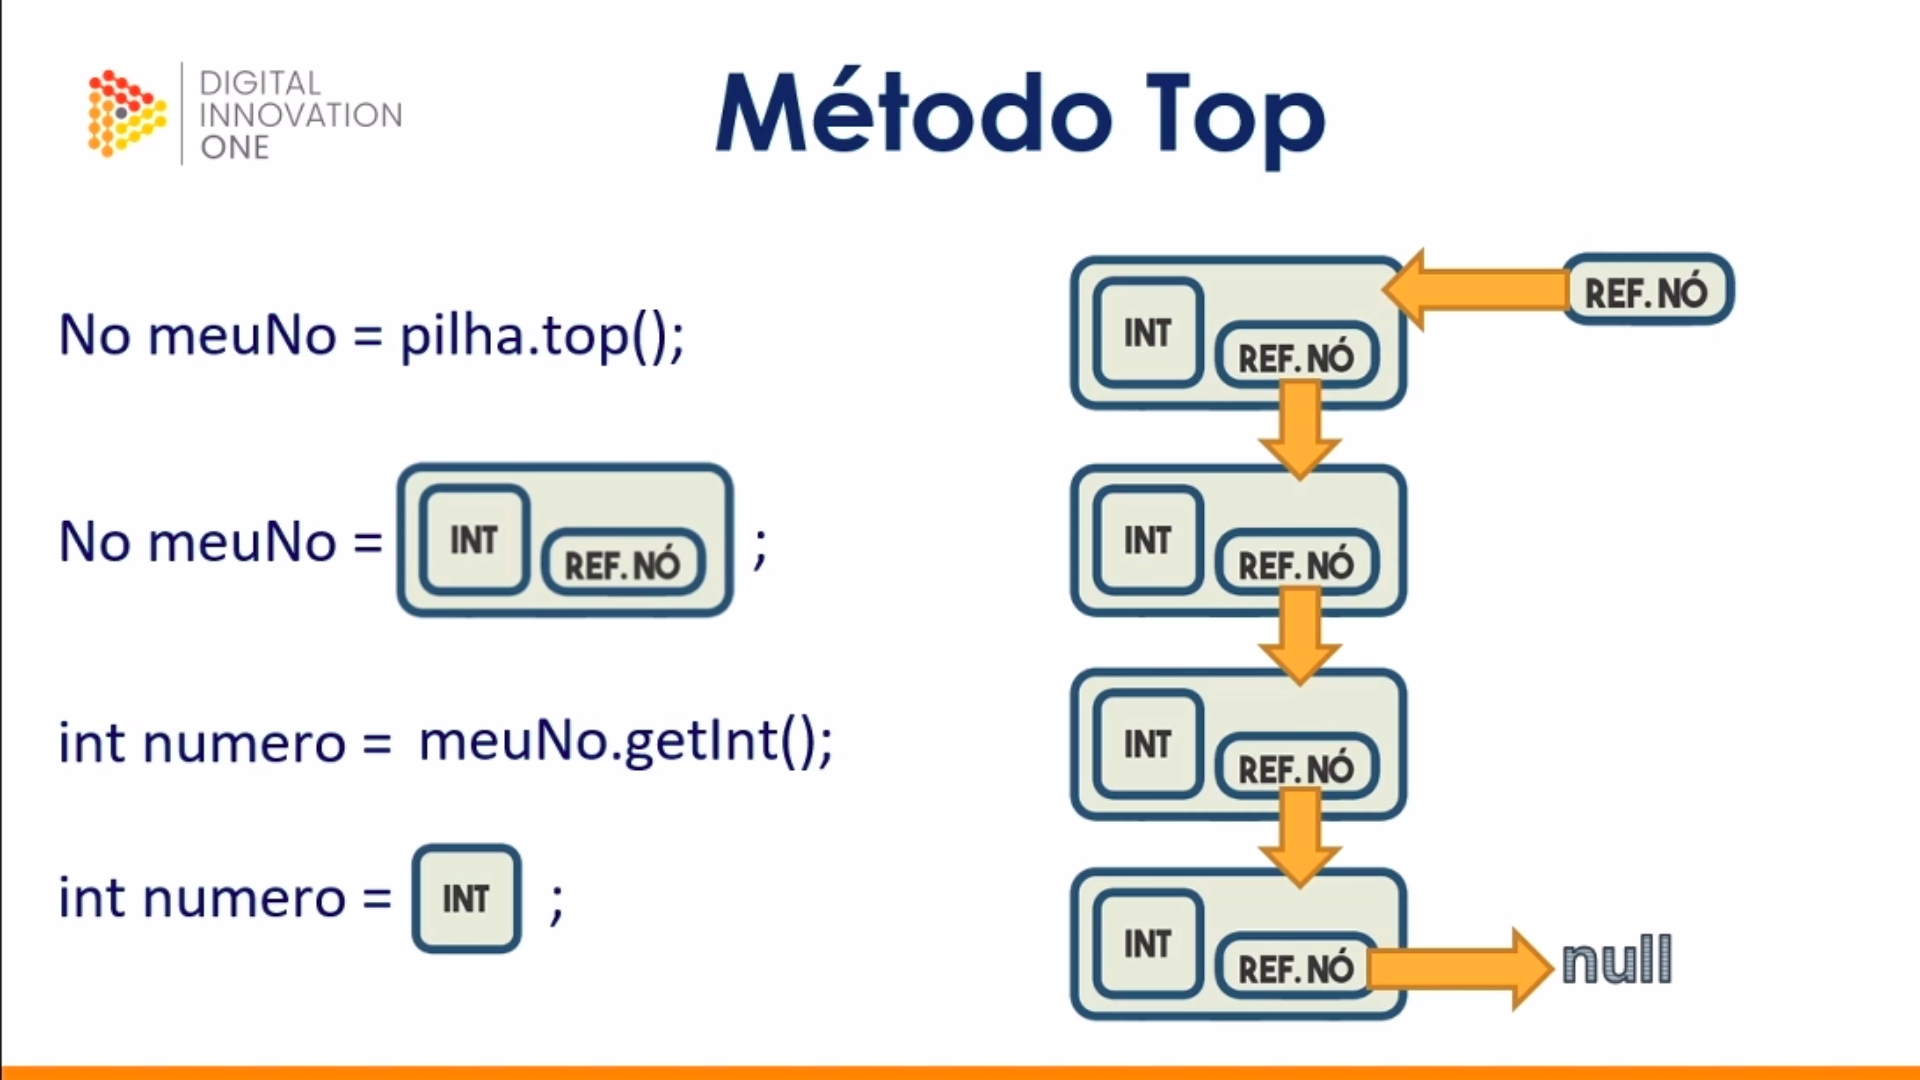 DIGITAL
INNOVATION
ONE
Método Top
No meuNo = pilha.top();
No meuNo = INT REF. NÓ ;
int numero = meuNo.getInt();
int numero = INT ;
REF. NÓ
INT REF. NÓ
INT REF. NÓ
INT REF. NÓ
INT REF. NÓ
null